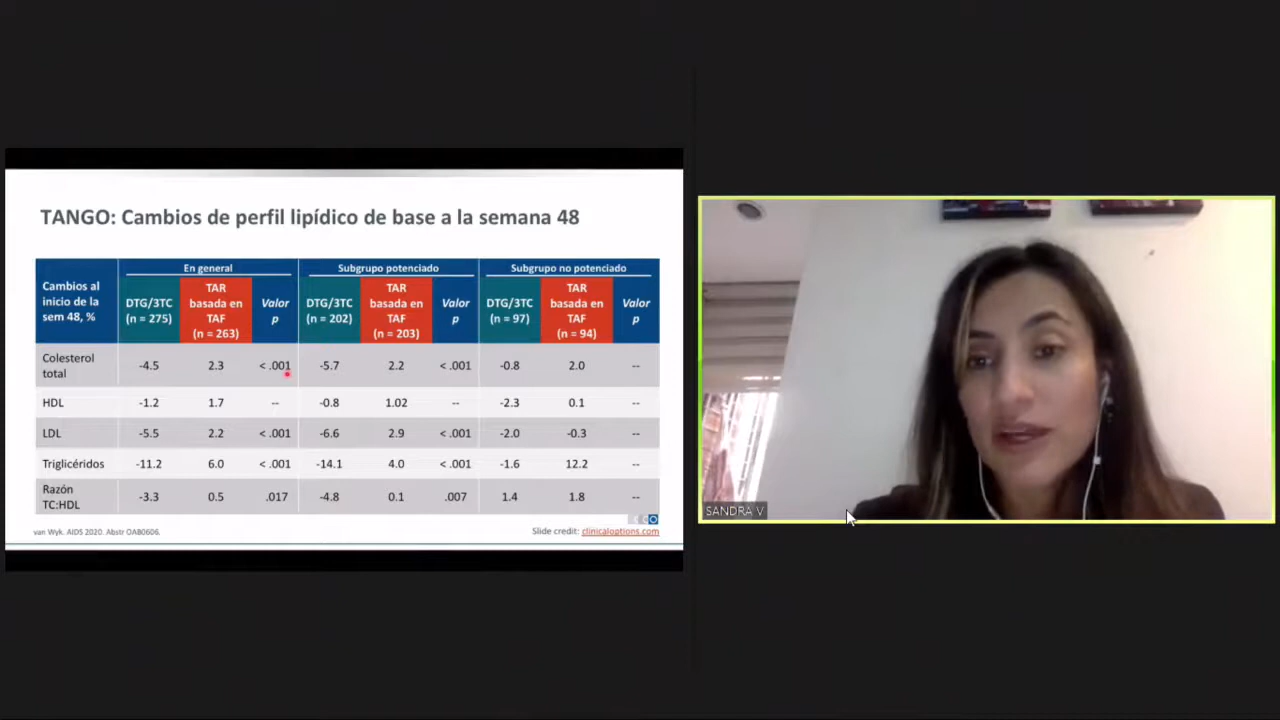 TANGO: Cambios de perfil lipídico de base a la semana 48
Cambios al inicio de la sem 48, %
En general
Subgrupo potenciado
Subgrupo no potenciado
DTG/3TC (n = 275)
TAR basada en TAF (n = 263)
Valor p
DTG/3TC (n = 202)
TAR basada en TAF (n = 203)
Valor p
DTG/3TC (n = 97)
TAR basada en TAF (n = 94)
Valor p
Colesterol total -4.5 2.3 < .001 -5.7 2.2 < .001 -0.8 2.0 --
HDL -1.2 1.7 -- -0.8 1.02 -- -2.3 0.1 --
LDL -5.5 2.2 < .001 -6.6 2.9 < .001 -2.0 -0.3 --
Triglicéridos -11.2 6.0 < .001 -14.1 4.0 < .001 -1.6 12.2 --
Razón TC:HDL -3.3 0.5 .017 -4.8 0.1 .007 1.4 1.8 --
van Wyk. AIDS 2020. Abstr OAB0606.
Slide credit: clinicaloptions.com
SANDRA V